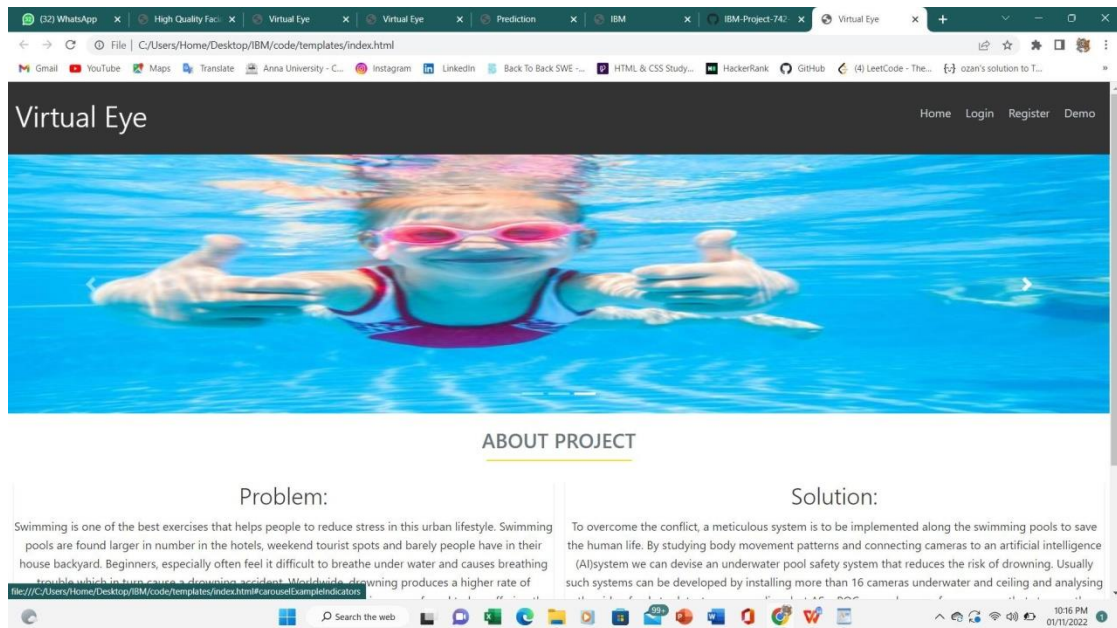 (32) WhatsApp
High Quality Faci
Virtual Eye
Virtual Eye
Prediction
IBM
IBM-Project-742
Virtual Eye
File | C:/Users/Home/Desktop/IBM/code/templates/index.html
Gmail
YouTube
Maps
Translate
Anna University - C...
Instagram
LinkedIn
Back To Back SWE -...
HTML & CSS Study...
HackerRank
GitHub
(4) LeetCode - The...
ozan's solution to T...
Virtual Eye
Home Login Register Demo
ABOUT PROJECT
Problem:
Swimming is one of the best exercises that helps people to reduce stress in this urban lifestyle. Swimming
pools are found larger in number in the hotels, weekend tourist spots and barely people have in their
house backyard. Beginners, especially often feel it difficult to breathe under water and causes breathing
trouble which in turn cause a drowning accident. Worldwide, drowning produces a higher rate of
Solution:
To overcome the conflict, a meticulous system is to be implemented along the swimming pools to save
the human life. By studying body movement patterns and connecting cameras to an artificial intelligence
(AI)system we can devise an underwater pool safety system that reduces the risk of drowning. Usually
such systems can be developed by installing more than 16 cameras underwater and ceiling and analysing
file:///C:/Users/Home/Desktop/IBM/code/templates/index.html#carouselExampleIndicators
Search the web
99+
10:16 PM
01/11/2022
1